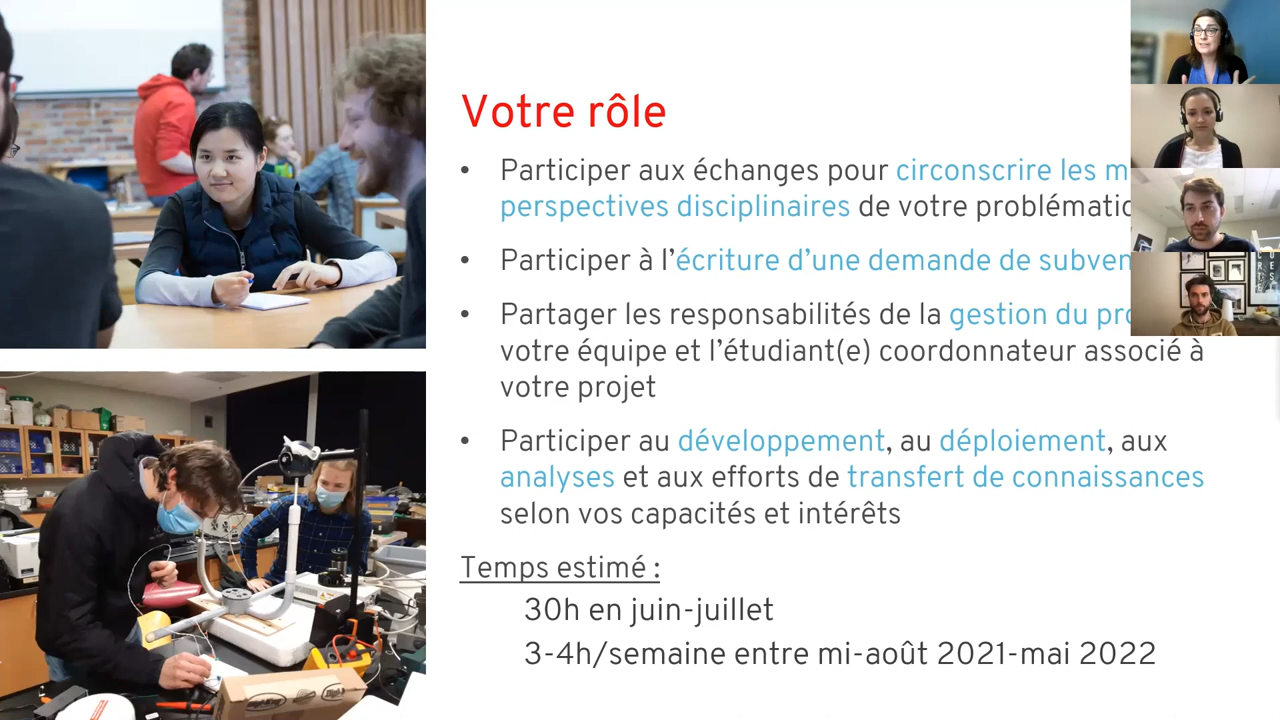 Votre rôle
• Participer aux échanges pour circonscrire les
perspectives disciplinaires de votre
• Participer à l'écriture d'une demande de
• Partager les responsabilités de la gestion du
votre équipe et l'étudiant(e) coordonnateur associé à
votre projet
• Participer au développement, au déploiement, aux
analyses et aux efforts de transfert de connaissances
selon vos capacités et intérêts
Temps estimé :
30h en juin-juillet
3-4h/semaine entre mi-août 2021-mai 2022